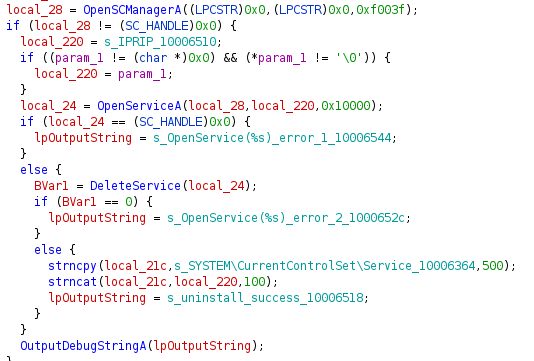 local_28 = OpenSCManagerA((LPCSTR)0x0,(LPCSTR)0x0,0xf003f);
if (local_28 != (SC_HANDLE)0x0) {
  local_220 = s_IPRIP_10006510;
  if ((param_1 != (char *)0x0) && (*param_1 != '\0')) {
    local_220 = param_1;
  }
  local_24 = OpenServiceA(local_28,local_220,0x10000);
  if (local_24 == (SC_HANDLE)0x0) {
    lpOutputString = s_OpenService(%s)_error_1_10006544;
  }
  else {
    BVar1 = DeleteService(local_24);
    if (BVar1 == 0) {
      lpOutputString = s_OpenService(%s)_error_2_1000652c;
    }
    else {
      strncpy(local_21c,s_SYSTEM\CurrentControlSet\Service_10006364,500);
      strncat(local_21c,local_220,100);
      lpOutputString = s_uninstall_success_10006518;
    }
  }
  OutputDebugStringA(lpOutputString);
}